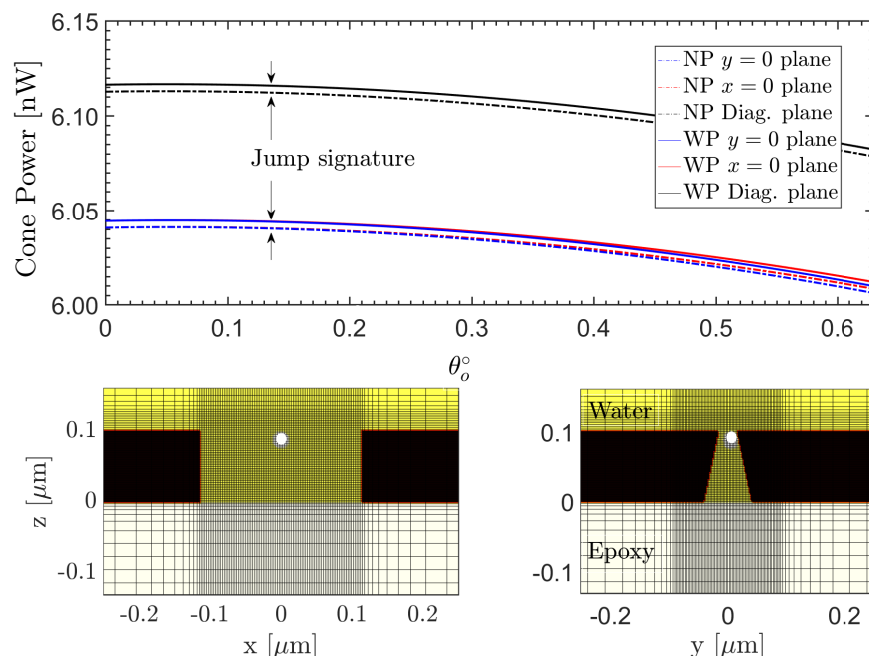 6.15
6.10
6.05
6.00
Cone Power [nW]
Jump signature
NP y = 0 plane
NP x = 0 plane
NP Diag. plane
WP y = 0 plane
WP x = 0 plane
WP Diag. plane
0 0.1 0.2 0.3 0.4 0.5 0.6
θ°ₒ
0.1
0
-0.1
z [μm]
-0.2 -0.1 0 0.1 0.2
x [μm]
Water
Epoxy
0.1
0
-0.1
-0.2 0 0.2
y [μm]